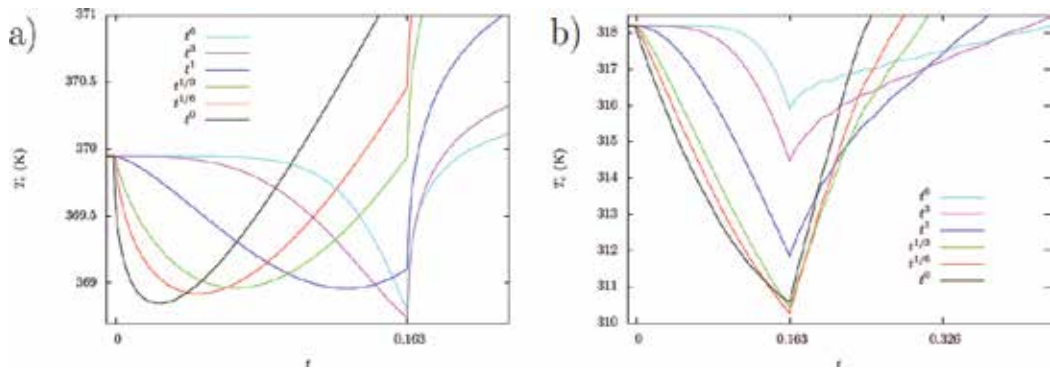 a)
371
370.5
370
369.5
369
T_c (K)
t^6
t^3
t^1
t^{1/3}
t^{1/6}
t^0
0
0.163
t
b)
318
317
316
315
314
313
312
311
310
T_c (K)
t^6
t^3
t^1
t^{1/3}
t^{1/6}
t^0
0
0.163
0.326
t